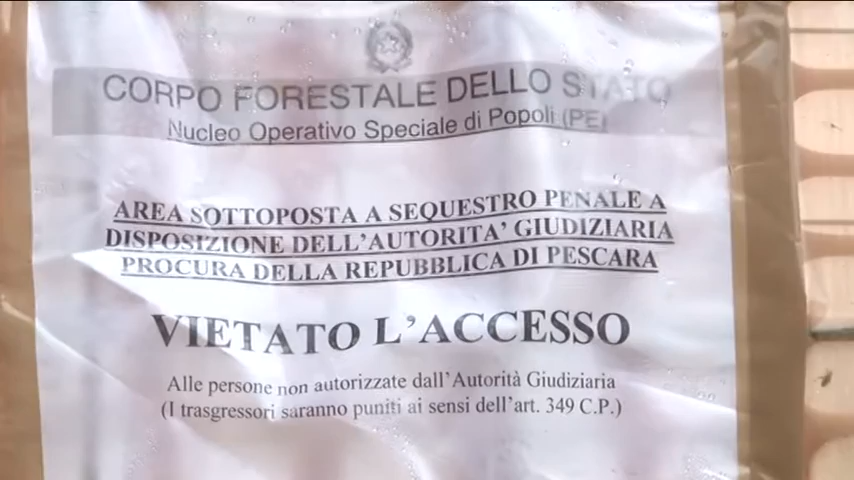 CORPO FORESTALE DELLO STATO
Nucleo Operativo Speciale di Popoli (PE)
AREA SOTTOPOSTA A SEQUESTRO PENALE A
DISPOSIZIONE DELL'AUTORITA' GIUDIZIARIA
PROCURA DELLA REPUBBLICA DI PESCARA
VIETATO L'ACCESSO
Alle persone non autorizzate dall'Autorità Giudiziaria
(I trasgressori saranno puniti ai sensi dell'art. 349 C.P.)